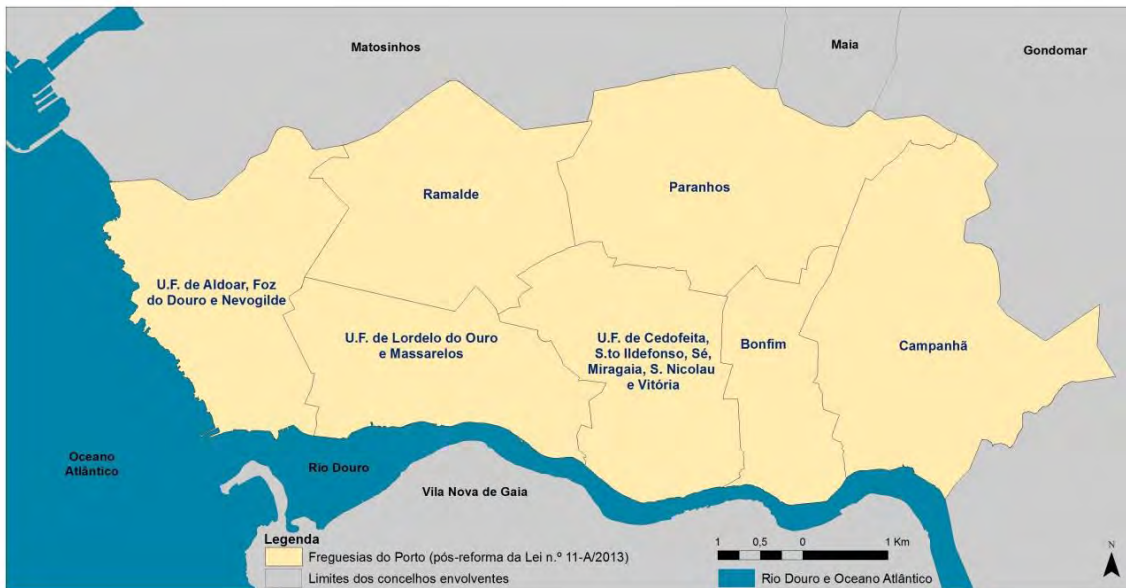 Matosinhos
Maia
Gondomar
Ramalde
Paranhos
U.F. de Aldoar, Foz
do Douro e Nevogilde
U.F. de Lordelo do Ouro
e Massarelos
U.F. de Cedofeita,
S.to Ildefonso, Sé,
Miragaia, S. Nicolau
e Vitória
Bonfim
Campanhã
Oceano
Atlântico
Rio Douro
Vila Nova de Gaia
Legenda
Freguesias do Porto (pós-reforma da Lei n.º 11-A/2013)
Limites dos concelhos envolventes
1 0,5 0 1 Km
Rio Douro e Oceano Atlântico
N